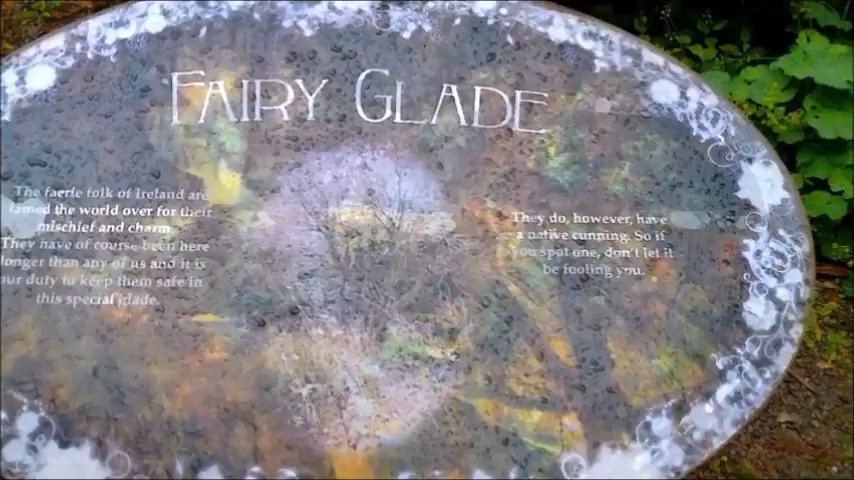 FAIRY GLADE
The faerie folk of Ireland are
famed the world over for their
mischief and charm.
They have of course been here
longer than any of us and it is
our duty to keep them safe in
this special glade.
They do, however, have
a native cunning. So if
you spot one, don't let it
be fooling you.